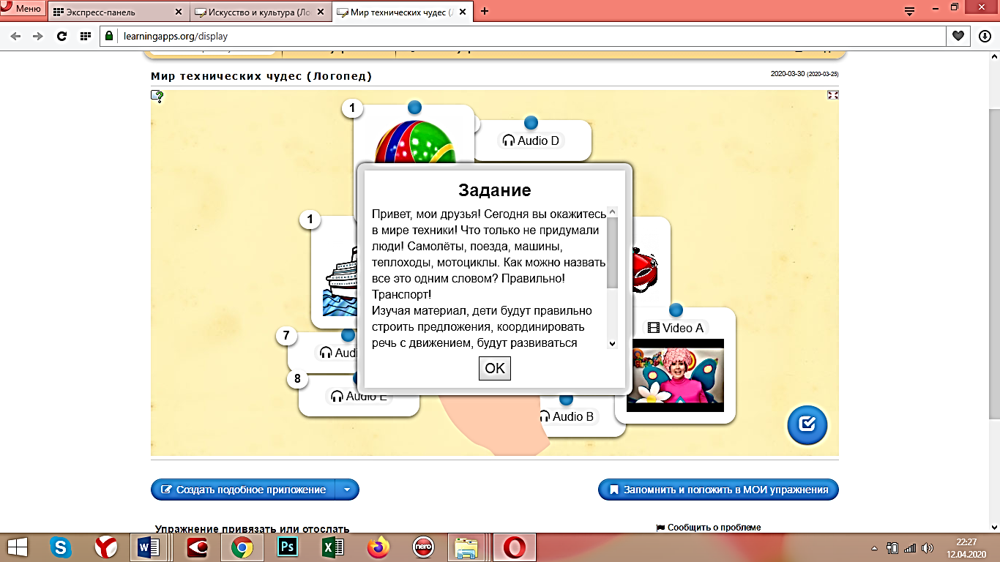 Меню
Экспресс-панель
Искусство и культура (Ло
Мир технических чудес (Л
learningapps.org/display
Мир технических чудес (Логопед)
2020-03-30 (2020-03-25)
1
Audio D
Задание
Привет, мои друзья! Сегодня вы окажитесь
в мире техники! Что только не придумали
люди! Самолёты, поезда, машины,
теплоходы, мотоциклы. Как можно назвать
все это одним словом? Правильно!
Транспорт!
Изучая материал, дети будут правильно
строить предложения, координировать
речь с движением, будут развиваться
OK
1
7
Audi
8
Audio E
Video A
Audio B
Создать подобное приложение
Запомнить и положить в МОИ упражнения
Упражнение привязать или отослать
Сообщить о проблеме
Ps
nero
22:27
12.04.2020